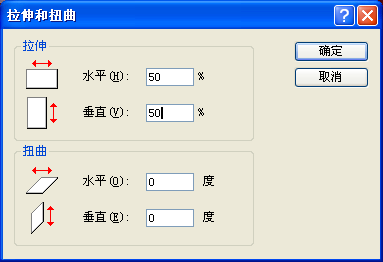 拉伸和扭曲
拉伸
水平(H): 50 %
垂直(V): 50 %
扭曲
水平(O): 0 度
垂直(E): 0 度
确定
取消